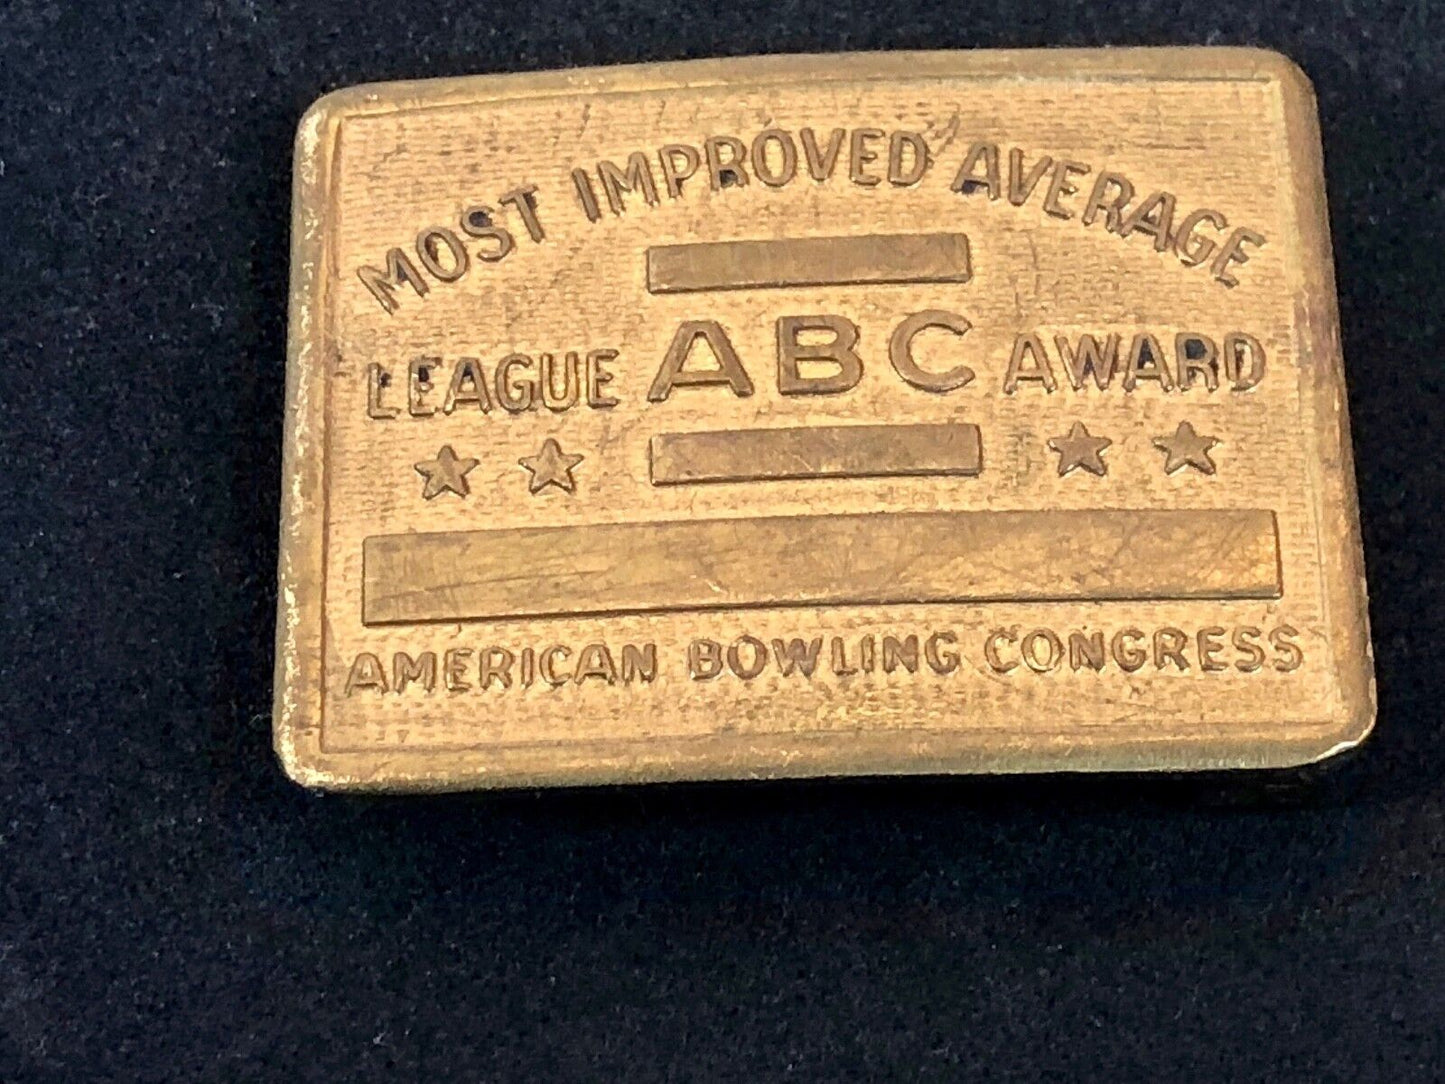 MOST IMPROVED AVERAGE
LEAGUE ABC AWARD
AMERICAN BOWLING CONGRESS